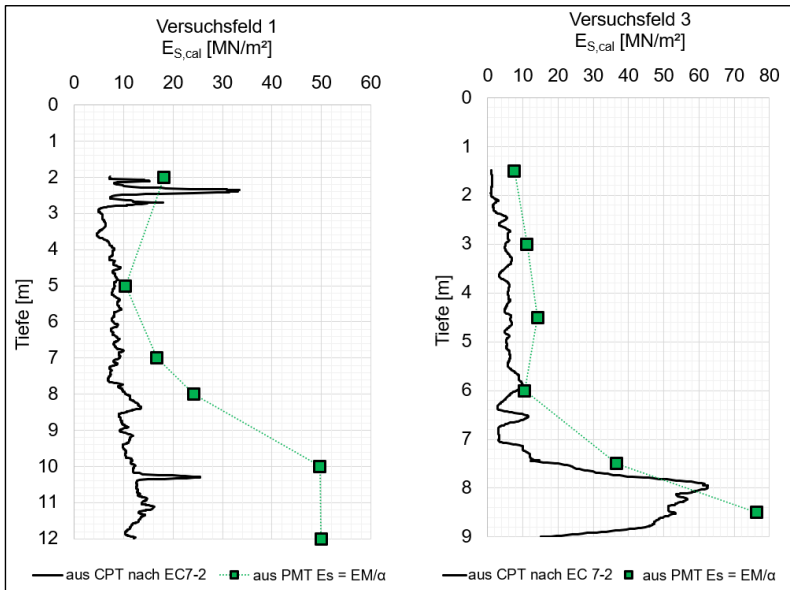 Versuchsfeld 1
E_S,cal [MN/m²]
0 10 20 30 40 50 60
0
1
2
3
4
5
6
7
8
9
10
11
12
Tiefe [m]
aus CPT nach EC7-2
aus PMT Es = EM/α
Versuchsfeld 3
E_S,cal [MN/m²]
0 10 20 30 40 50 60 70 80
0
1
2
3
4
5
6
7
8
9
Tiefe [m]
aus CPT nach EC 7-2
aus PMT Es = EM/α